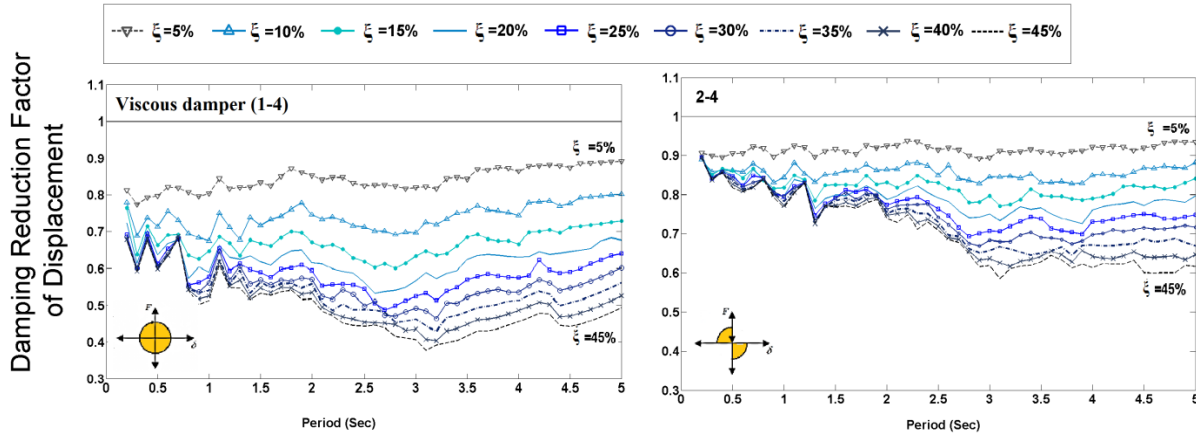 ξ =5% ξ =10% ξ =15% ξ =20% ξ =25% ξ =30% ξ =35% ξ =40% ξ =45%
Damping Reduction Factor
of Displacement
1.1
1
0.9
0.8
0.7
0.6
0.5
0.4
0.3
Viscous damper (1-4)
ξ =5%
ξ =45%
F
δ
0 0.5 1 1.5 2 2.5 3 3.5 4 4.5 5
Period (Sec)
1.1
1
0.9
0.8
0.7
0.6
0.5
0.4
0.3
2-4
ξ =5%
ξ =45%
F
δ
0 0.5 1 1.5 2 2.5 3 3.5 4 4.5 5
Period (Sec)